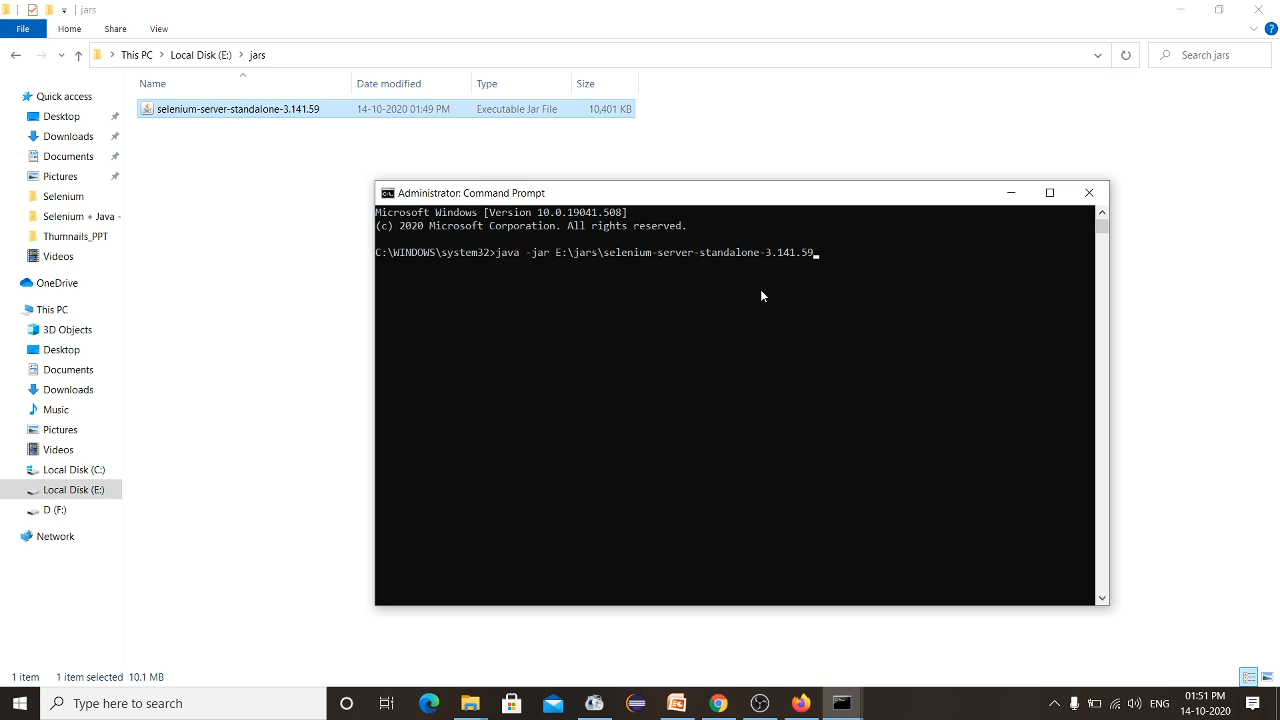 jars
File
Home
Share
View
This PC
Local Disk (E:)
jars
Search jars
Name
Date modified
Type
Size
selenium-server-standalone-3.141.59
14-10-2020 01:49 PM
Executable Jar File
10,401 KB
Quick access
Desktop
Downloads
Documents
Pictures
Selenium
Selenium + Java -
Thumnails_PPT
Videos
OneDrive
This PC
3D Objects
Desktop
Documents
Downloads
Music
Pictures
Videos
Local Disk (C:)
Local Disk (E:)
D (F:)
Network
Administrator: Command Prompt
Microsoft Windows [Version 10.0.19041.508]
(c) 2020 Microsoft Corporation. All rights reserved.
C:\WINDOWS\system32>java -jar E:\jars\selenium-server-standalone-3.141.59_
1 item
1 item selected 10.1 MB
Type here to search
ENG
01:51 PM
14-10-2020